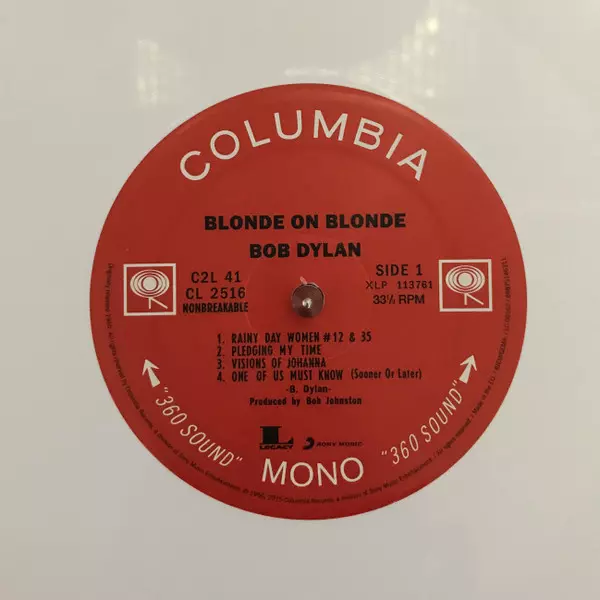 COLUMBIA
BLONDE ON BLONDE
BOB DYLAN
C2L 41
CL 2516
NONBREAKABLE
SIDE 1
XLP 113761
33⅓ RPM
1. RAINY DAY WOMEN #12 & 35
2. PLEDGING MY TIME
3. VISIONS OF JOHANNA
4. ONE OF US MUST KNOW (Sooner Or Later)
-B. Dylan-
Produced by Bob Johnston
L
LEGACY
SONY MUSIC
"360 SOUND"
MONO
"360 SOUND"